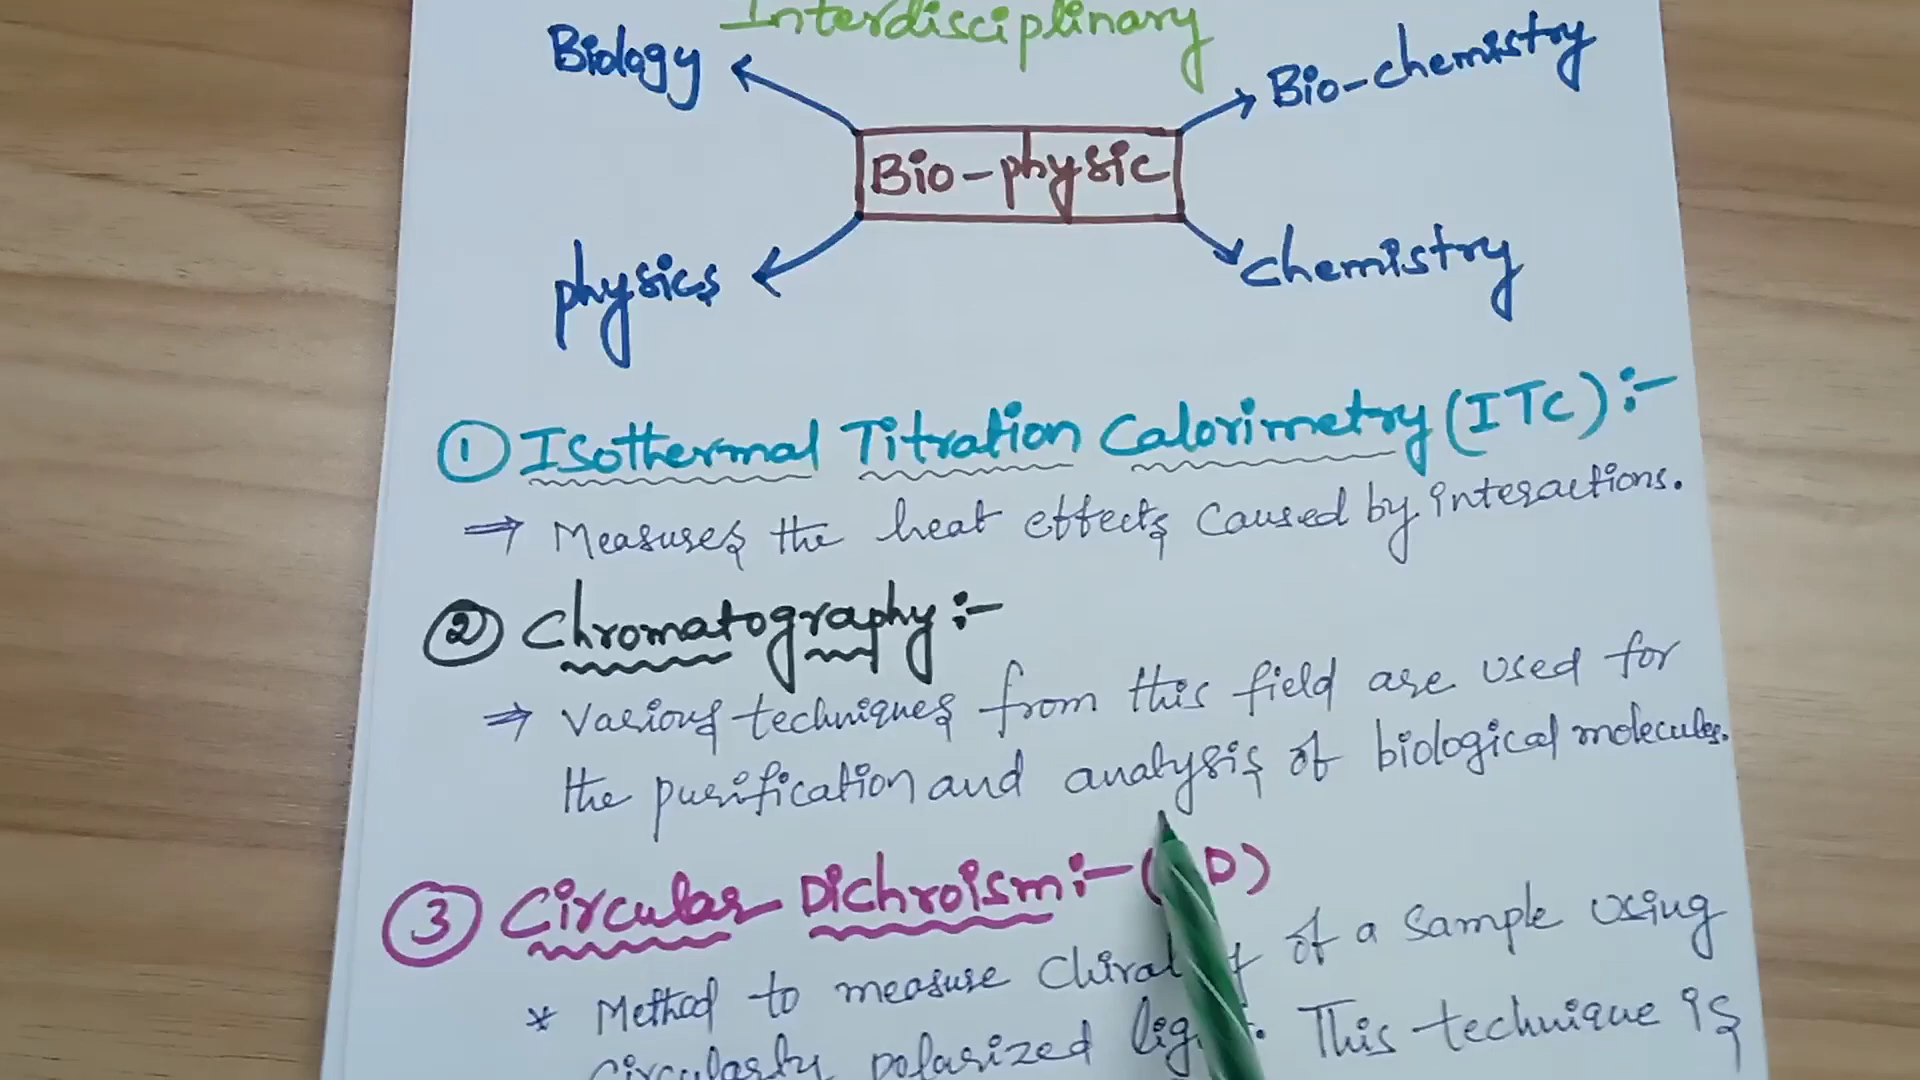 Interdisciplinary
Biology
Bio-chemistry
Bio-physic
physics
chemistry
① Isothermal Titration Calorimetry (ITC):-
⇒ Measures the heat effects caused by interactions.
② Chromatography:-
⇒ Various techniques from this field are used for
the purification and analysis of biological molecules.
③ Circular Dichroism:- ( D)
* Method to measure of a sample using
circularly polarized This technique is